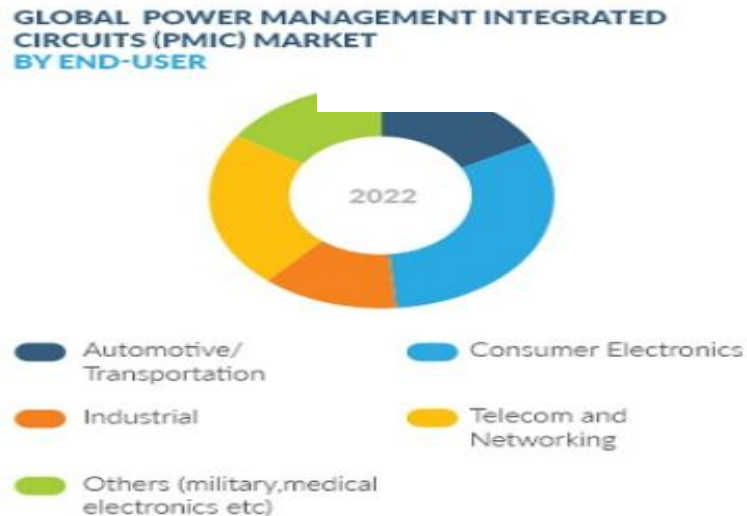 GLOBAL POWER MANAGEMENT INTEGRATED
CIRCUITS (PMIC) MARKET
BY END-USER
2022
Automotive/
Transportation
Consumer Electronics
Industrial
Telecom and
Networking
Others (military,medical
electronics etc)